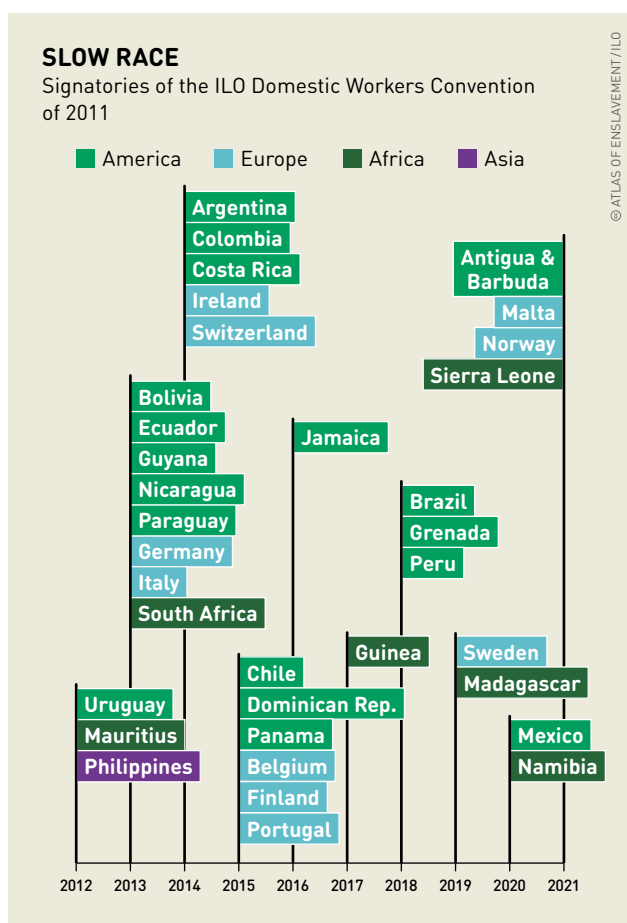 SLOW RACE
Signatories of the ILO Domestic Workers Convention
of 2011
America
Europe
Africa
Asia
Argentina
Colombia
Costa Rica
Ireland
Switzerland
Antigua &
Barbuda
Malta
Norway
Sierra Leone
Bolivia
Ecuador
Guyana
Nicaragua
Paraguay
Germany
Italy
South Africa
Jamaica
Brazil
Grenada
Peru
Guinea
Sweden
Madagascar
Chile
Dominican Rep.
Panama
Belgium
Finland
Portugal
Uruguay
Mauritius
Philippines
Mexico
Namibia
2012 2013 2014 2015 2016 2017 2018 2019 2020 2021
ATLAS OF ENSLAVEMENT / ILO